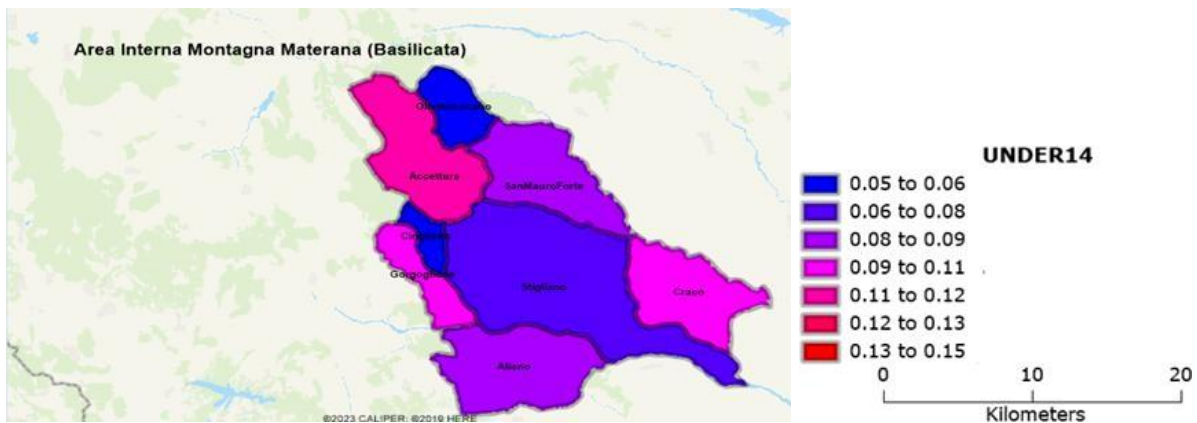 Area Interna Montagna Materana (Basilicata)
Accettura
SanMauroForte
Cirigliano
Gorgoglione
Stigliano
Craco
Aliano
©2023 CALIPER; ©2019 HERE
UNDER14
0.05 to 0.06
0.06 to 0.08
0.08 to 0.09
0.09 to 0.11
0.11 to 0.12
0.12 to 0.13
0.13 to 0.15
0 10 20
Kilometers